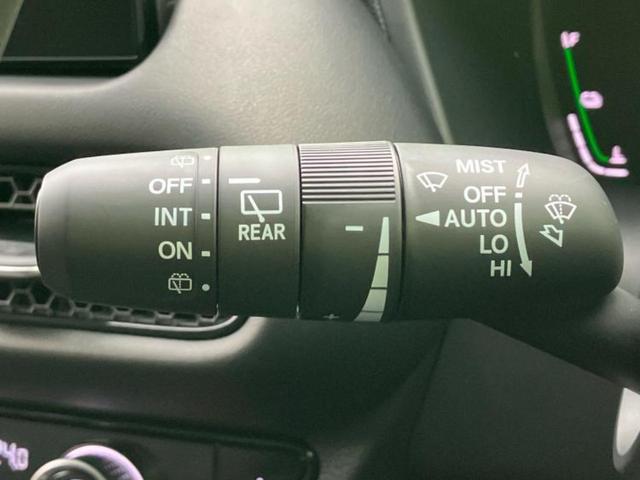 OFF
INT
ON
REAR
−
+
MIST
OFF
AUTO
LO
HI
F